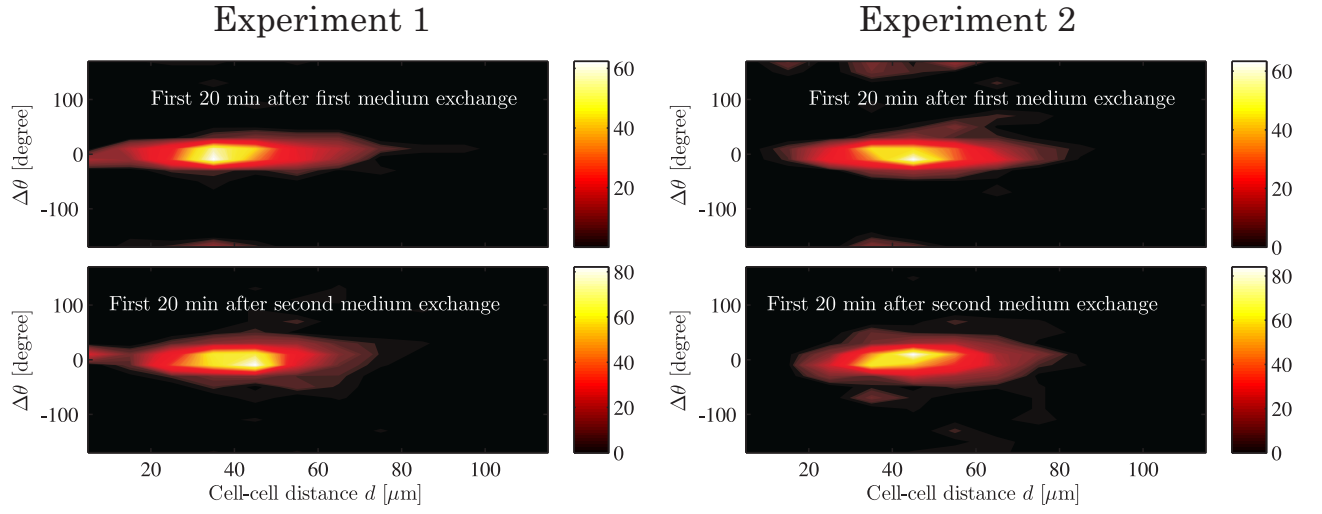 Experiment 1
Experiment 2
First 20 min after first medium exchange
Δθ [degree]
100
0
-100
60
40
20
First 20 min after first medium exchange
Δθ [degree]
100
0
-100
60
40
20
0
First 20 min after second medium exchange
Δθ [degree]
100
0
-100
20 40 60 80 100
Cell-cell distance d [μm]
80
60
40
20
0
First 20 min after second medium exchange
Δθ [degree]
100
0
-100
20 40 60 80 100
Cell-cell distance d [μm]
80
60
40
20
0